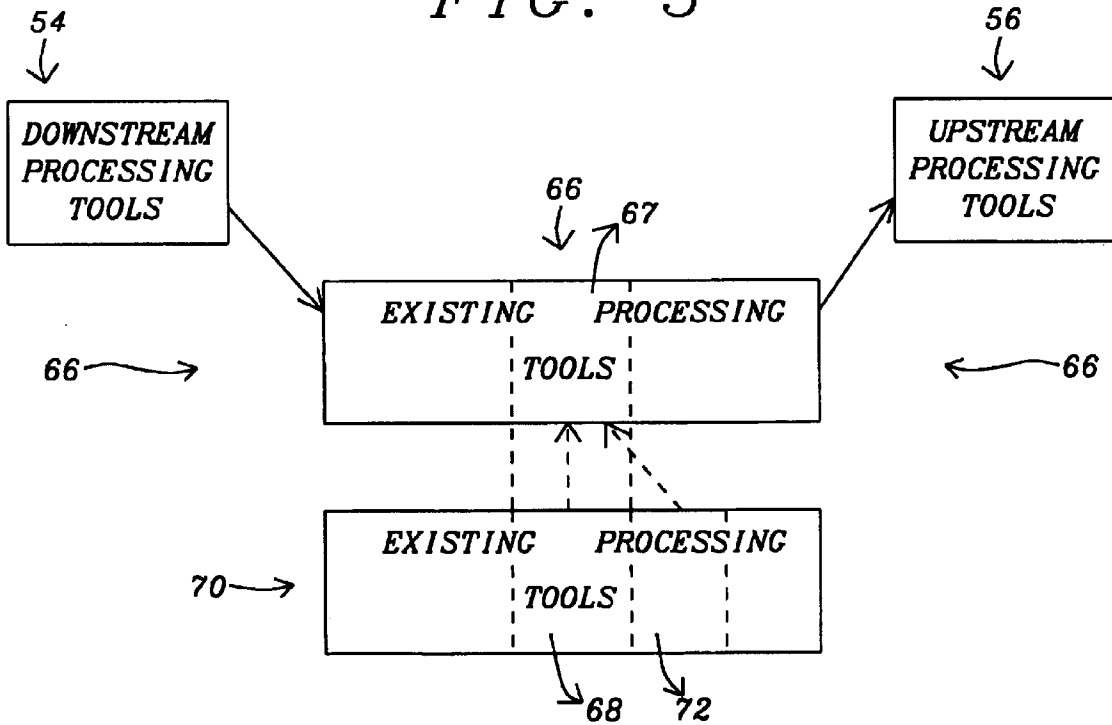 FIG.
54
56
DOWNSTREAM
PROCESSING
TOOLS
UPSTREAM
PROCESSING
TOOLS
66
67
EXISTING PROCESSING
TOOLS
66
66
EXISTING PROCESSING
TOOLS
70
68
72